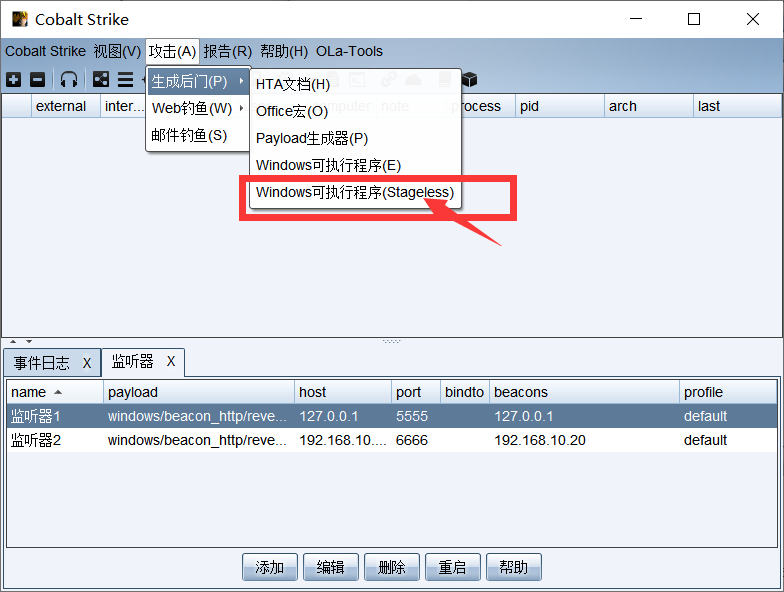 Cobalt Strike
Cobalt Strike 视图(V) 攻击(A) 报告(R) 帮助(H) OLa-Tools
生成后门(P)
Web钓鱼(W)
邮件钓鱼(S)
HTA文档(H)
Office宏(O)
Payload生成器(P)
Windows可执行程序(E)
Windows可执行程序(Stageless)
external inter... note process pid arch last
事件日志 X 监听器 X
name payload host port bindto beacons profile
监听器1 windows/beacon_http/reve... 127.0.0.1 5555 127.0.0.1 default
监听器2 windows/beacon_http/reve... 192.168.10.... 6666 192.168.10.20 default
添加 编辑 删除 重启 帮助